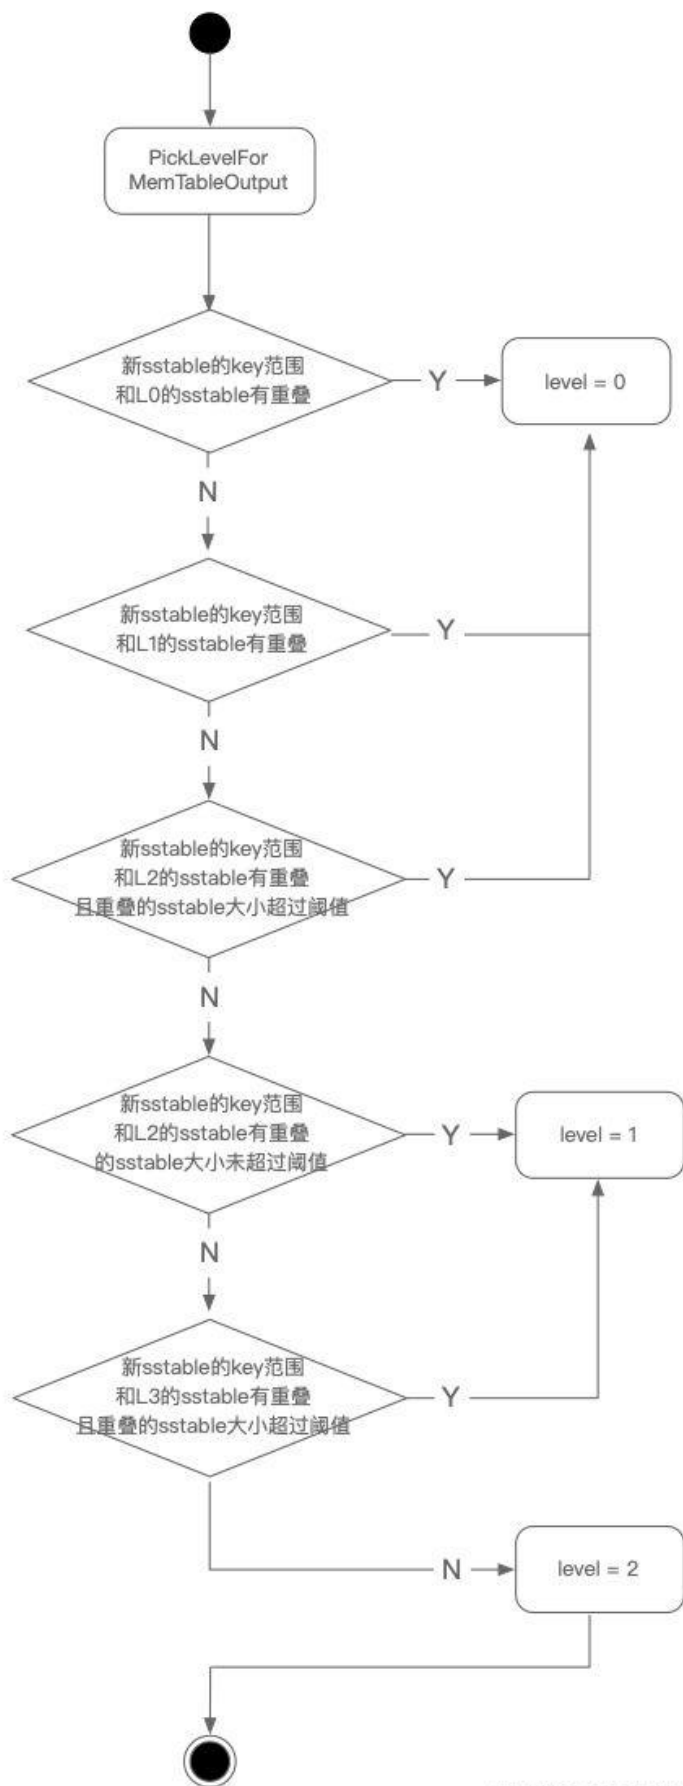 PickLevelFor
MemTableOutput
新sstable的key范围
和L0的sstable有重叠
Y
level = 0
N
新sstable的key范围
和L1的sstable有重叠
Y
N
新sstable的key范围
和L2的sstable有重叠
且重叠的sstable大小超过阈值
Y
N
新sstable的key范围
和L2的sstable有重叠
的sstable大小未超过阈值
Y
level = 1
N
新sstable的key范围
和L3的sstable有重叠
且重叠的sstable大小超过阈值
Y
N
level = 2